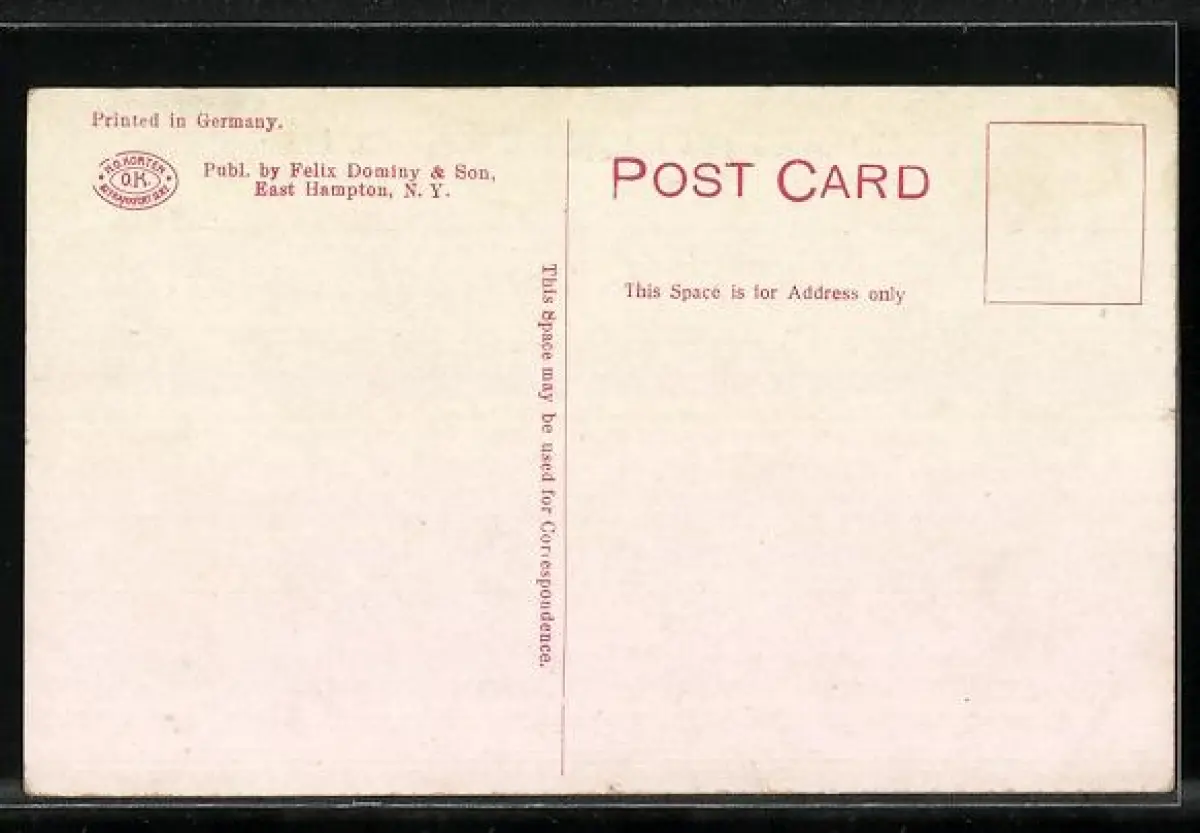 Printed in Germany.
O.K.
Publ. by Felix Dominy & Son,
East Hampton, N. Y.
This Space may be used for Correspondence.
POST CARD
This Space is for Address only